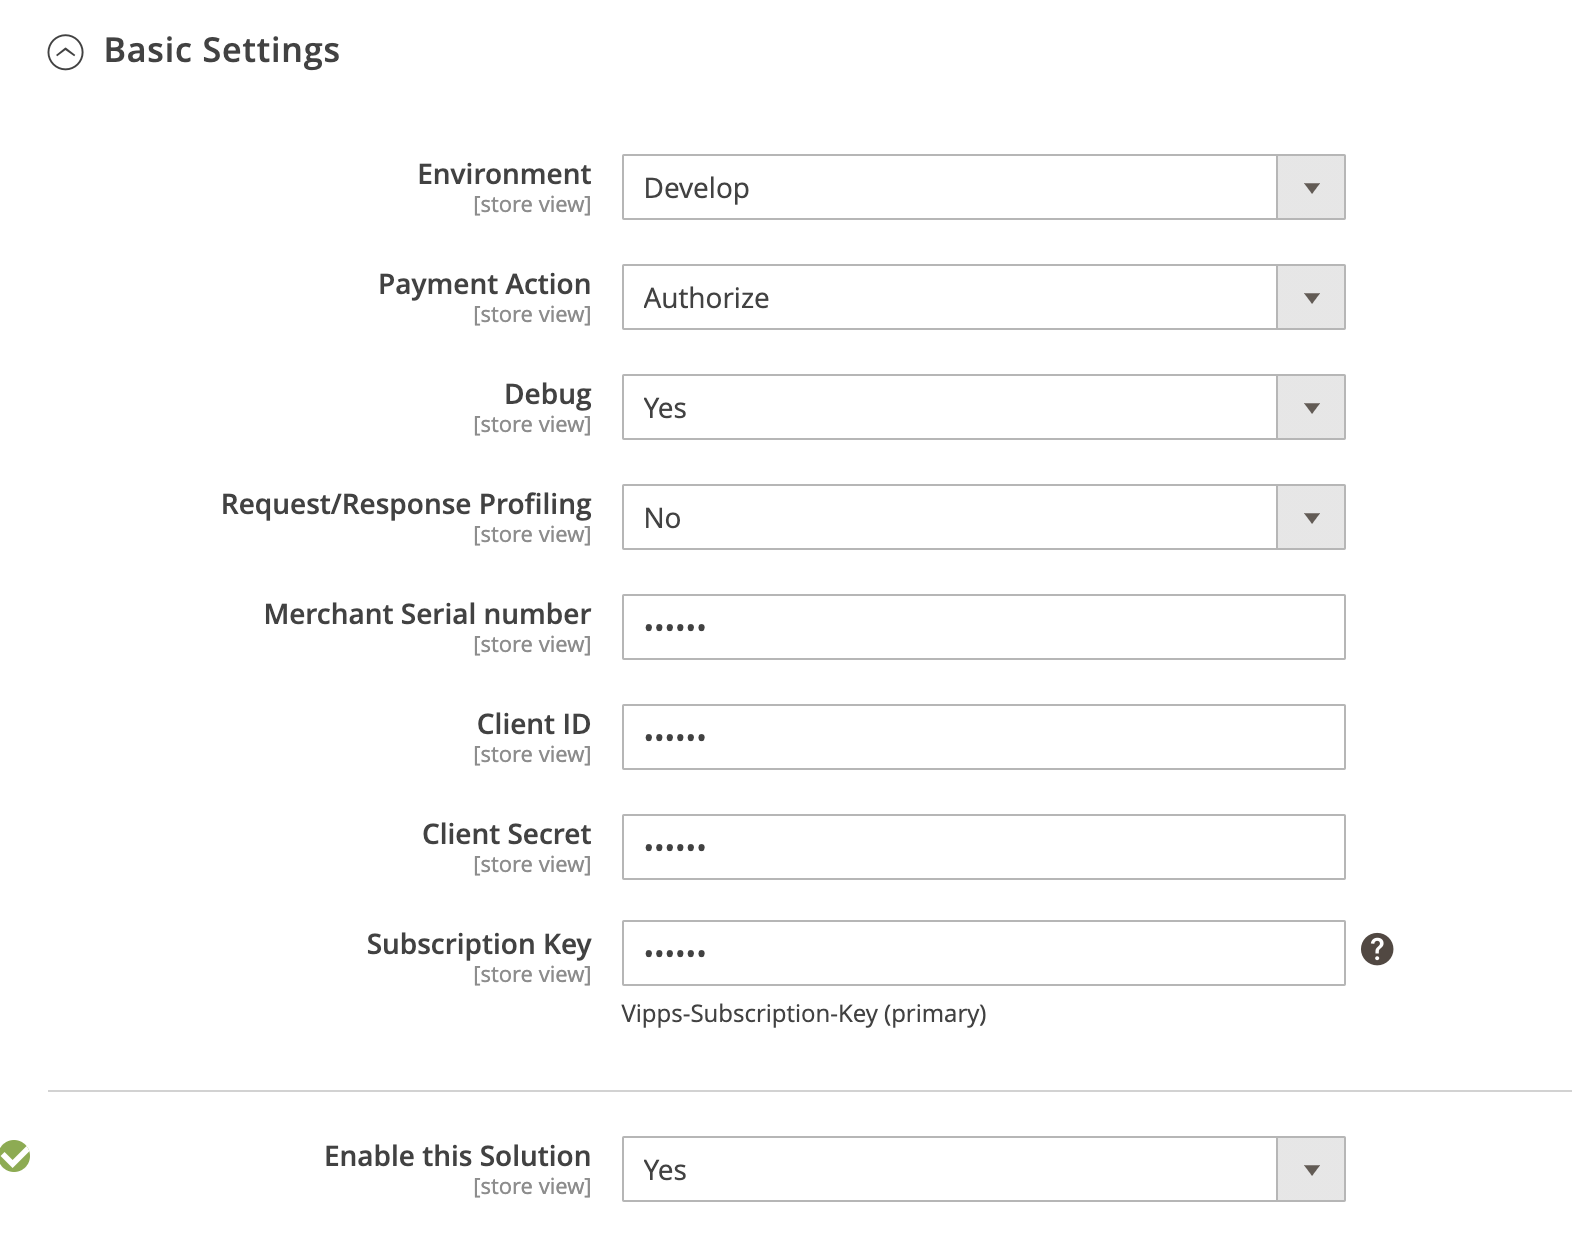 Basic Settings
Environment
[store view]
Develop
Payment Action
[store view]
Authorize
Debug
[store view]
Yes
Request/Response Profiling
[store view]
No
Merchant Serial number
[store view]
••••••
Client ID
[store view]
••••••
Client Secret
[store view]
••••••
Subscription Key
[store view]
••••••
?
Vipps-Subscription-Key (primary)
Enable this Solution
[store view]
Yes